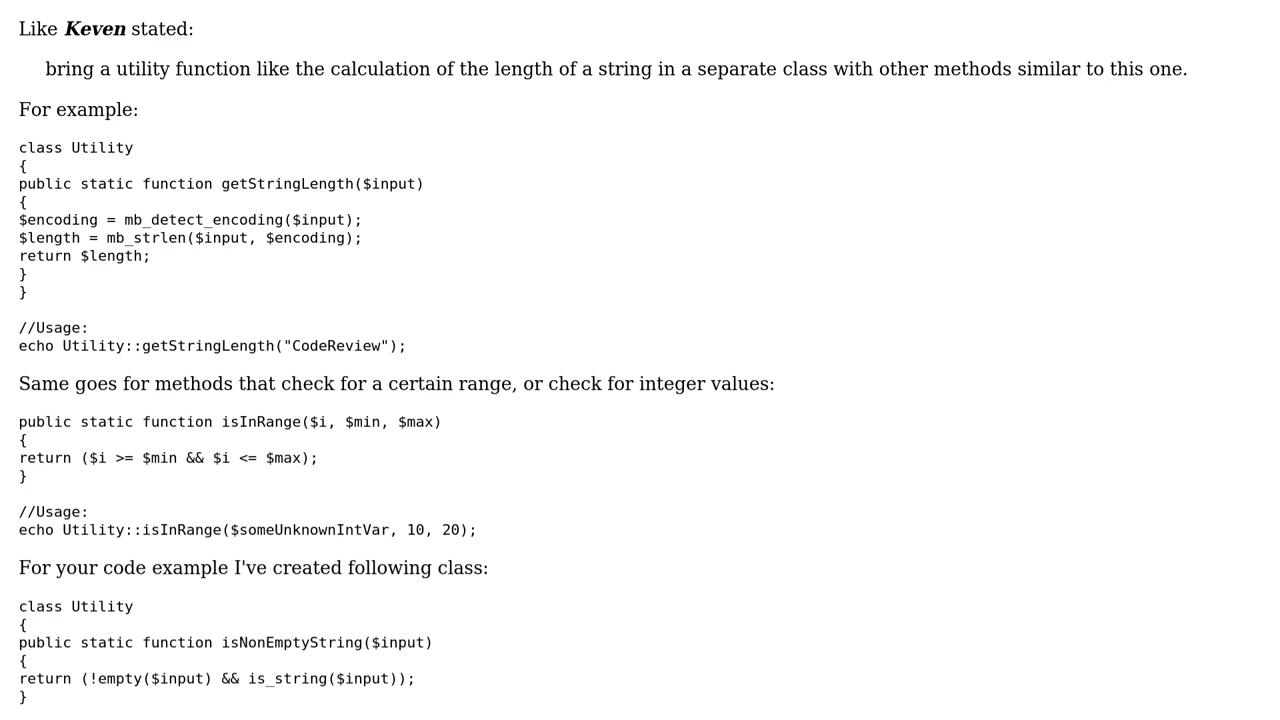 Like Keven stated:
bring a utility function like the calculation of the length of a string in a separate class with other methods similar to this one.
For example:
class Utility
{
public static function getStringLength($input)
{
$encoding = mb_detect_encoding($input);
$length = mb_strlen($input, $encoding);
return $length;
}
}
//Usage:
echo Utility::getStringLength("CodeReview");
Same goes for methods that check for a certain range, or check for integer values:
public static function isInRange($i, $min, $max)
{
return ($i >= $min && $i <= $max);
}
//Usage:
echo Utility::isInRange($someUnknownIntVar, 10, 20);
For your code example I've created following class:
class Utility
{
public static function isNonEmptyString($input)
{
return (!empty($input) && is_string($input));
}